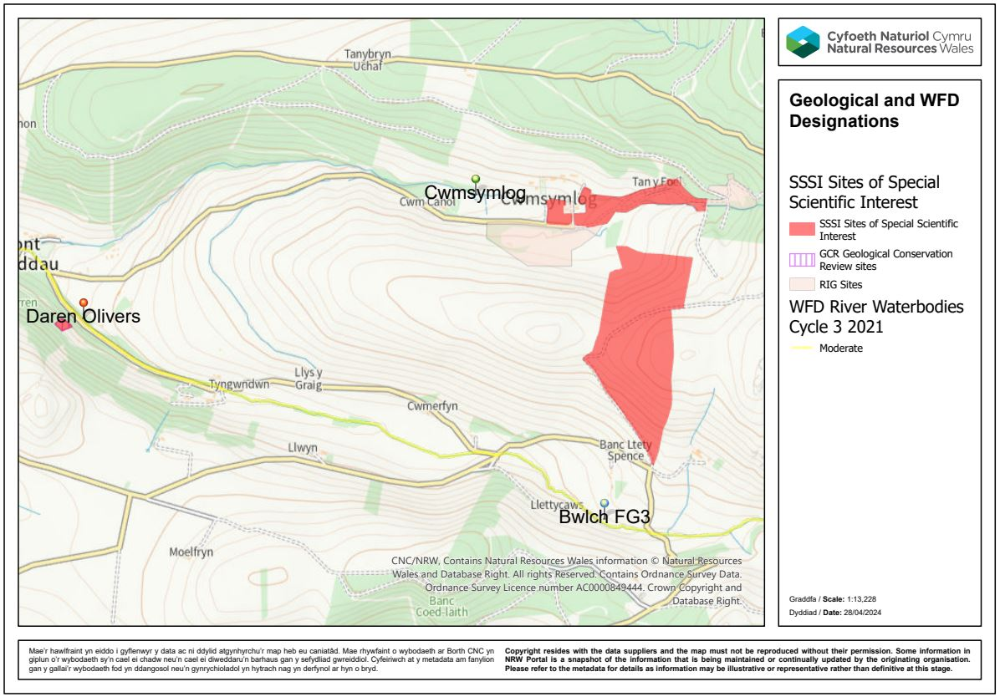 Tanybryn
Uchaf
non
Tan y Foel
Cwmsymlog
Cwmsymlog
Cwm Canol
ont
ddau
rren
Daren Olivers
Llys y
Graig
Tyngwndwn
Cwmerfyn
Llwyn
Banc Ltety
Spence
Llettycaws
Bwlch FG3
Moelfryn
CNC/NRW, Contains Natural Resources Wales information © Natural Resources
Wales and Database Right. All rights Reserved. Contains Ordnance Survey Data.
Ordnance Survey Licence number AC0000849444. Crown Copyright and
Database Right.
Banc
Coed-laith
Cyfoeth Naturiol Cymru
Natural Resources Wales
Geological and WFD
Designations
SSSI Sites of Special
Scientific Interest
SSSI Sites of Special Scientific
Interest
GCR Geological Conservation
Review sites
RIG Sites
WFD River Waterbodies
Cycle 3 2021
Moderate
Graddfa / Scale: 1:13,228
Dyddiad / Date: 28/04/2024
Mae'r hawlfraint yn eiddo i gyflenwyr y data ac ni ddylid atgynhyrchu'r map heb eu caniatâd. Mae rhywfaint o wybodaeth ar Borth CNC yn
giplun o'r wybodaeth sy'n cael ei chadw neu'n cael ei diweddaru'n barhaus gan y sefydliad gwreiddiol. Cyfeiriwch at y metadata am fanylion
gan y gallai'r wybodaeth fod yn ddangosol neu'n gynrychioladol yn hytrach nag yn derfynol ar hyn o bryd.
Copyright resides with the data suppliers and the map must not be reproduced without their permission. Some information in
NRW Portal is a snapshot of the information that is being maintained or continually updated by the originating organisation.
Please refer to the metadata for details as information may be illustrative or representative rather than definitive at this stage.